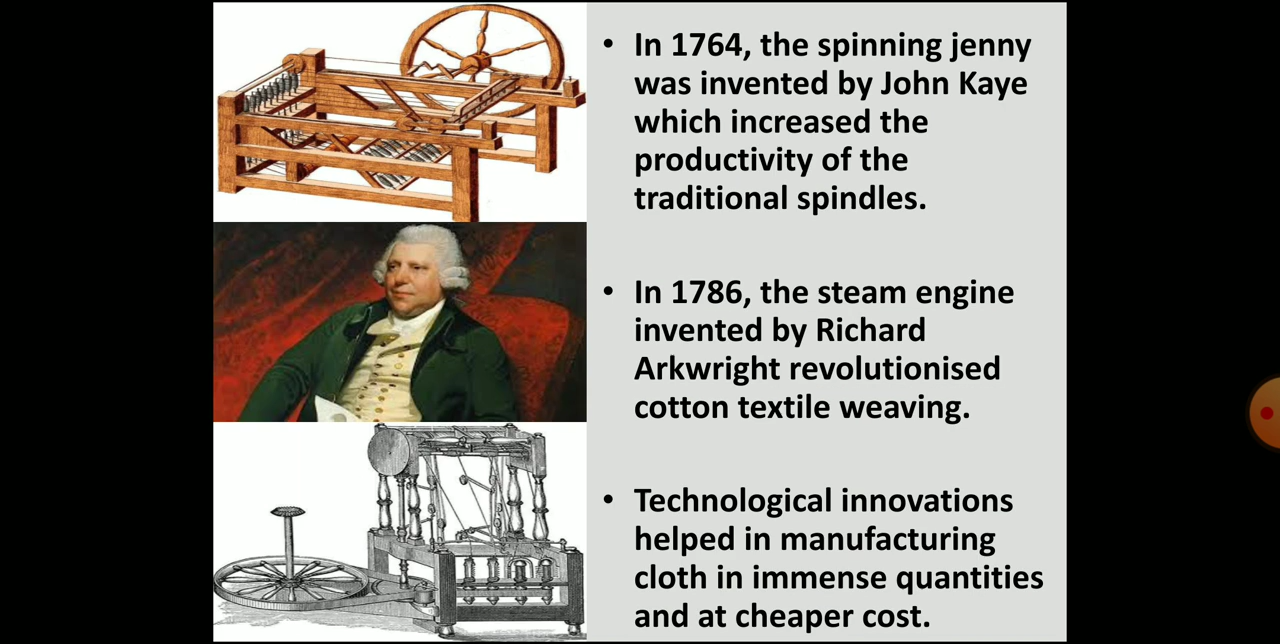 • In 1764, the spinning jenny
was invented by John Kaye
which increased the
productivity of the
traditional spindles.
• In 1786, the steam engine
invented by Richard
Arkwright revolutionised
cotton textile weaving.
• Technological innovations
helped in manufacturing
cloth in immense quantities
and at cheaper cost.